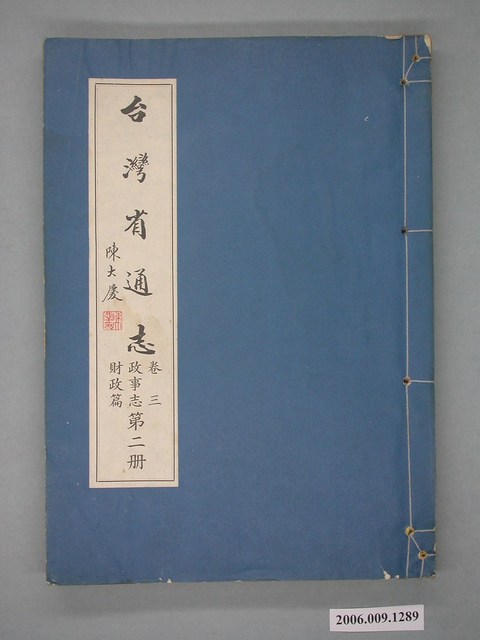 台灣省通志
卷三
政事志
財政篇
第二册
陳大慶
2006.009.1289